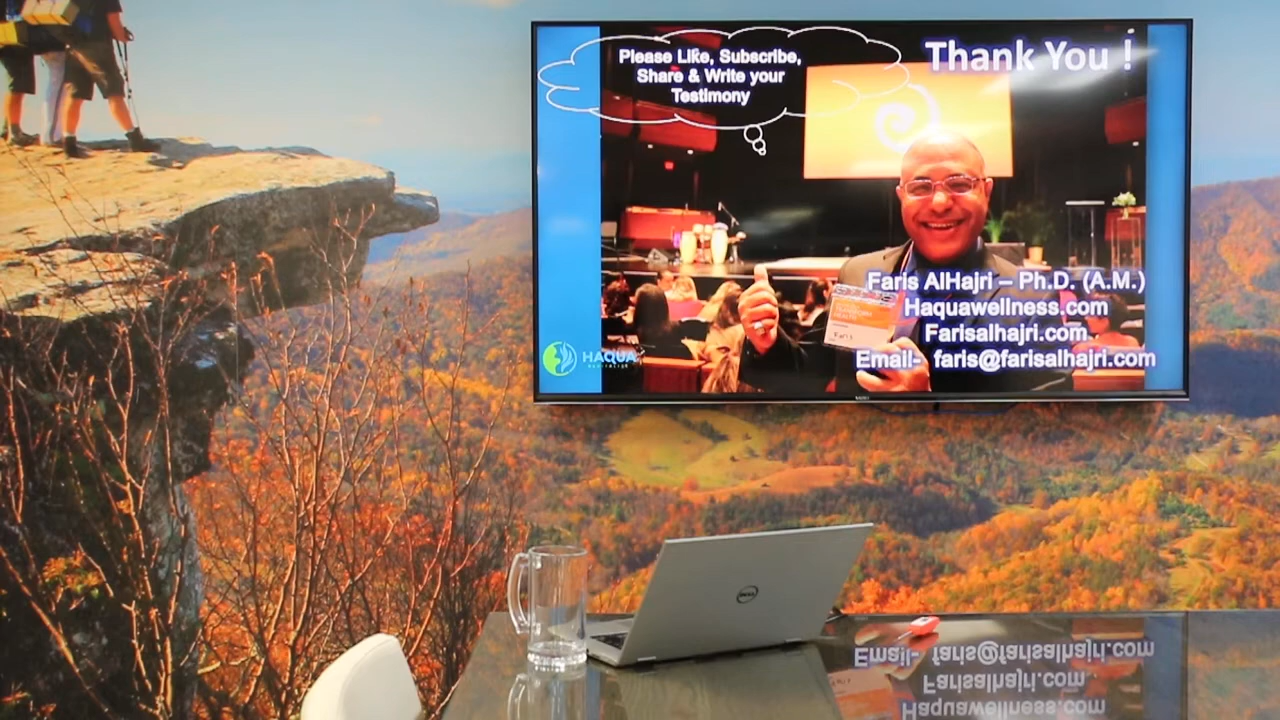 Please Like, Subscribe,
Share & Write your
Testimony
Thank You !
Faris AlHajri – Ph.D. (A.M.)
Haquawellness.com
Farisalhajri.com
Email- faris@farisalhajri.com
HAQUA
DELL